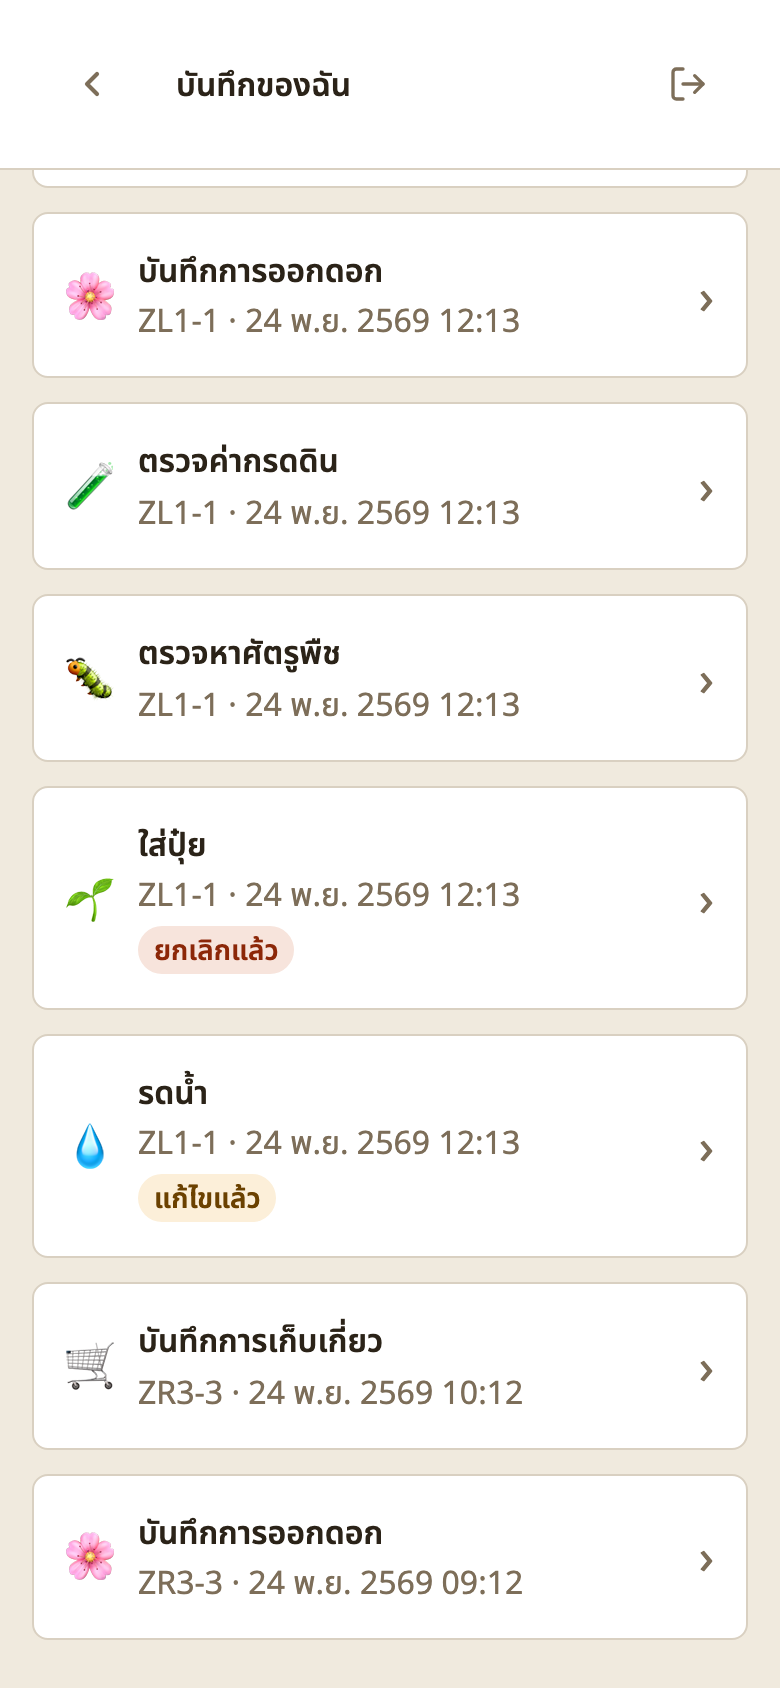 บันทึกของฉัน
บันทึกการออกดอก
ZL1-1 · 24 พ.ย. 2569 12:13
ตรวจค่ากรดดิน
ZL1-1 · 24 พ.ย. 2569 12:13
ตรวจหาศัตรูพืช
ZL1-1 · 24 พ.ย. 2569 12:13
ใส่ปุ๋ย
ZL1-1 · 24 พ.ย. 2569 12:13
ยกเลิกแล้ว
รดน้ำ
ZL1-1 · 24 พ.ย. 2569 12:13
แก้ไขแล้ว
บันทึกการเก็บเกี่ยว
ZR3-3 · 24 พ.ย. 2569 10:12
บันทึกการออกดอก
ZR3-3 · 24 พ.ย. 2569 09:12